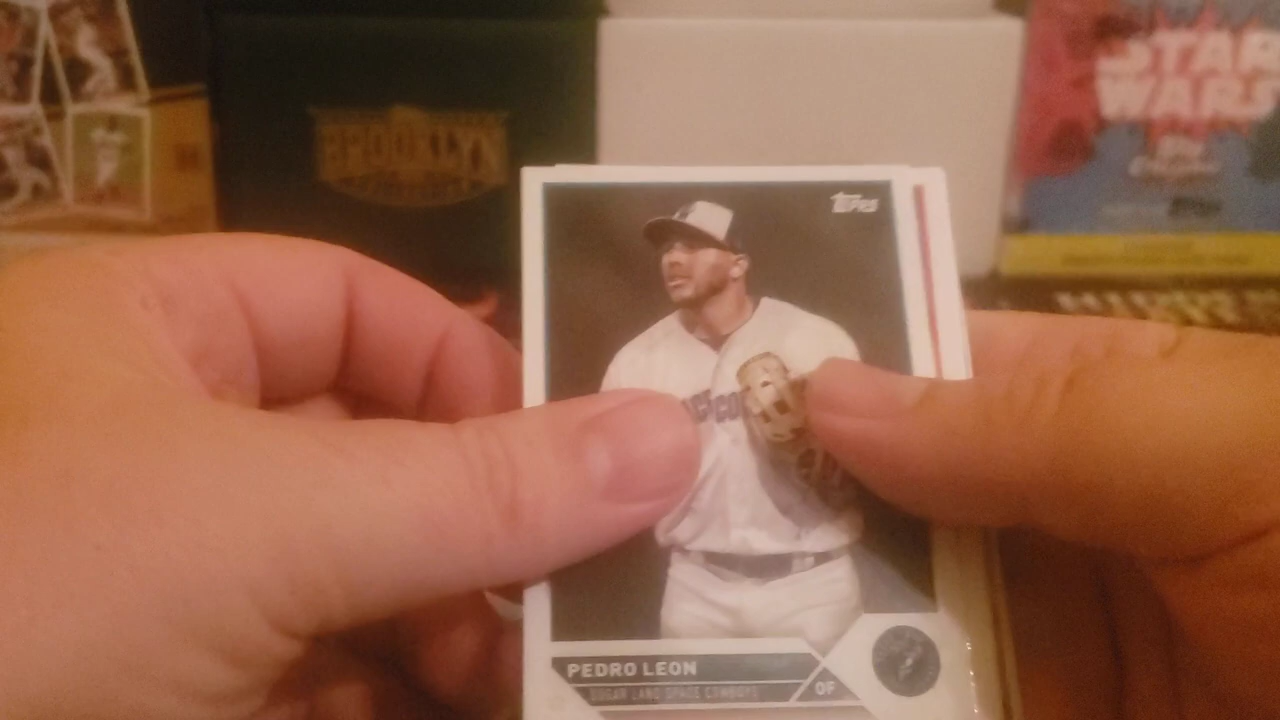 BROOKLYN
STAR
WARS
Topps
PEDRO LEON
SUGAR LAND SPACE COWBOYS
OF